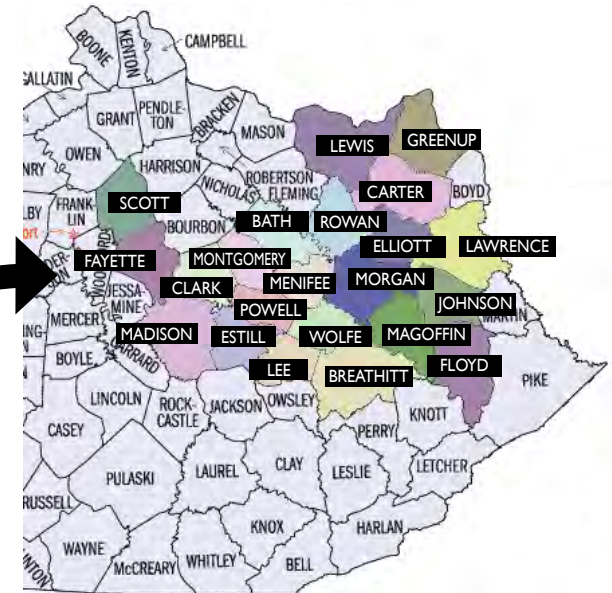 CAMPBELL
BOONE
KENTON
GALLATIN
GRANT
PENDLE-
TON
BRACKEN
MASON
OWEN
HARRISON
ROBERTSON
NICHOLAS
FLEMING
LEWIS
GREENUP
CARTER
BOYD
FRANK-
LIN
SCOTT
BOURBON
BATH
ROWAN
ELLIOTT
LAWRENCE
FAYETTE
MONTGOMERY
MENIFEE
MORGAN
CLARK
JOHNSON
MARTIN
JESSA-
MINE
POWELL
MERCER
MADISON
ESTILL
WOLFE
MAGOFFIN
FLOYD
BOYLE
LEE
BREATHITT
PIKE
LINCOLN
ROCK-
CASTLE
JACKSON
OWSLEY
KNOTT
CASEY
PERRY
PULASKI
LAUREL
CLAY
LESLIE
LETCHER
RUSSELL
KNOX
HARLAN
WAYNE
McCREARY
WHITLEY
BELL